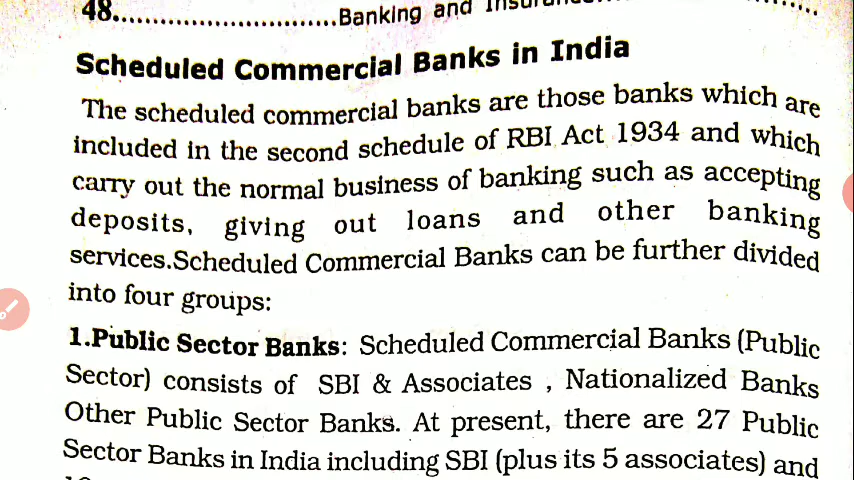 48..............................Banking and Insurance
Scheduled Commercial Banks in India
The scheduled commercial banks are those banks which are
included in the second schedule of RBI Act 1934 and which
carry out the normal business of banking such as accepting
deposits, giving out loans and other banking
services.Scheduled Commercial Banks can be further divided
into four groups:
1.Public Sector Banks: Scheduled Commercial Banks (Public
Sector) consists of SBI & Associates , Nationalized Banks
Other Public Sector Banks. At present, there are 27 Public
Sector Banks in India including SBI (plus its 5 associates) and